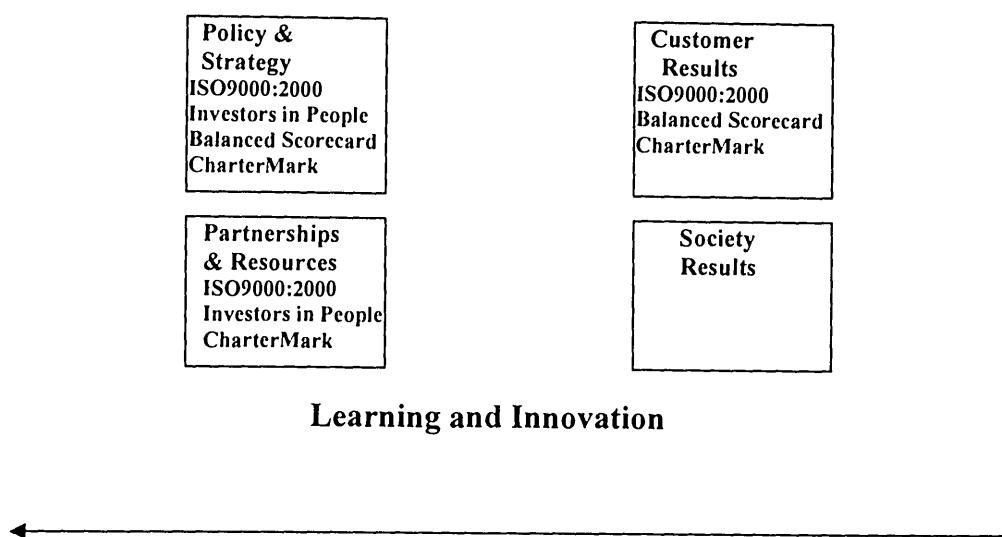 Policy &
Strategy
ISO9000:2000
Investors in People
Balanced Scorecard
CharterMark
Customer
Results
ISO9000:2000
Balanced Scorecard
CharterMark
Partnerships
& Resources
ISO9000:2000
Investors in People
CharterMark
Society
Results
Learning and Innovation